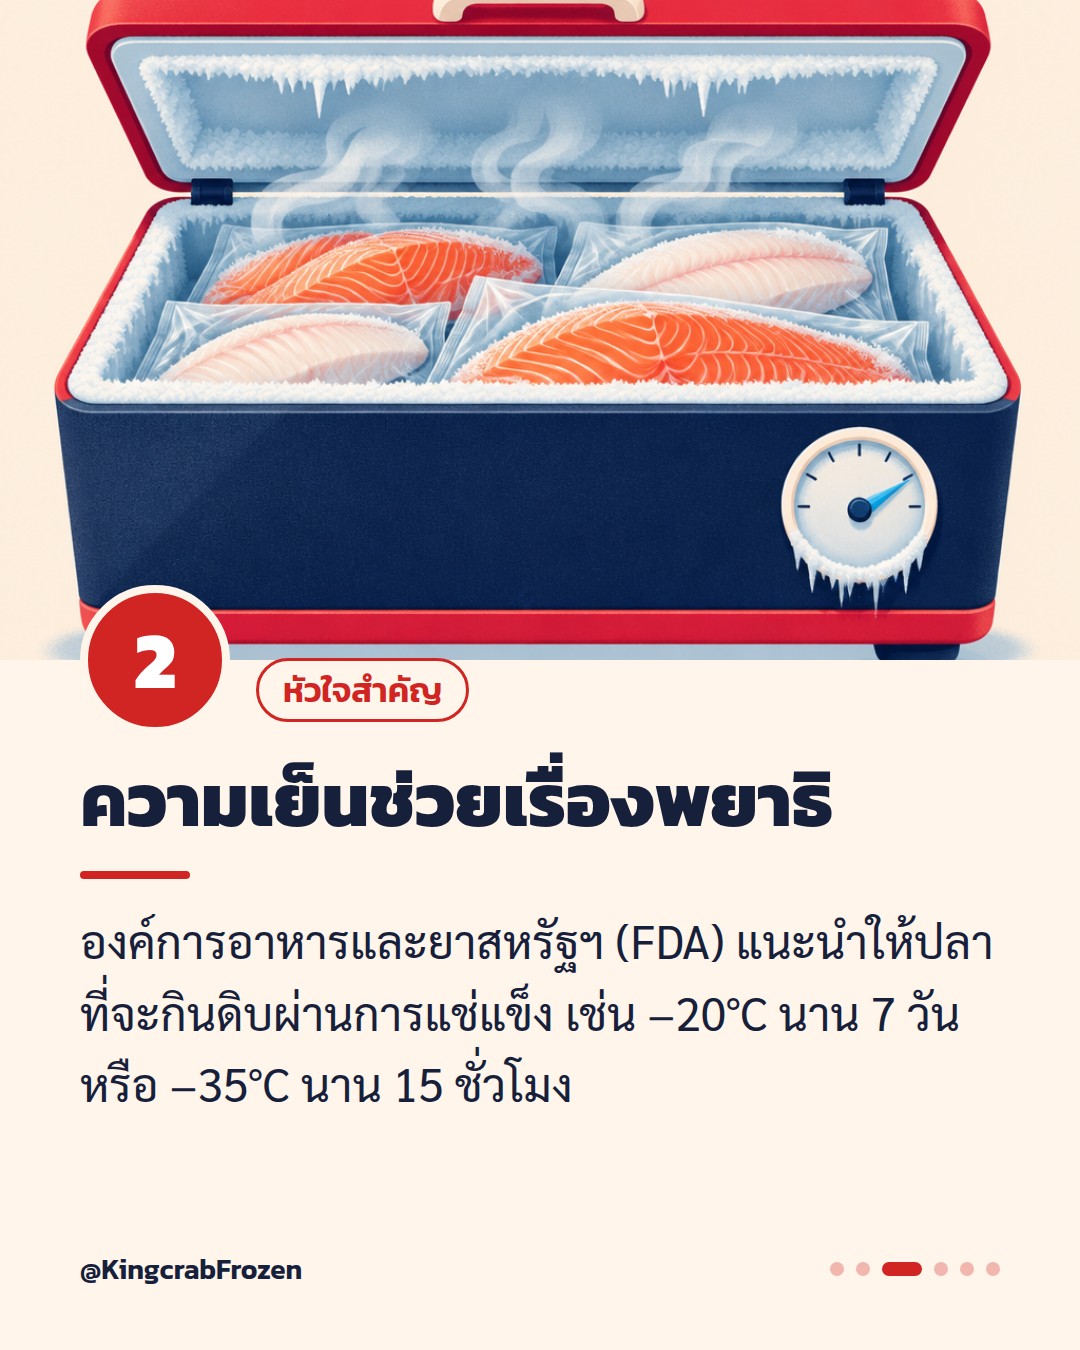 2
หัวใจสำคัญ
ความเย็นช่วยเรื่องพยาธิ
องค์การอาหารและยาสหรัฐฯ (FDA) แนะนำให้ปลา
ที่จะกินดิบผ่านการแช่แข็ง เช่น –20°C นาน 7 วัน
หรือ –35°C นาน 15 ชั่วโมง
@KingcrabFrozen